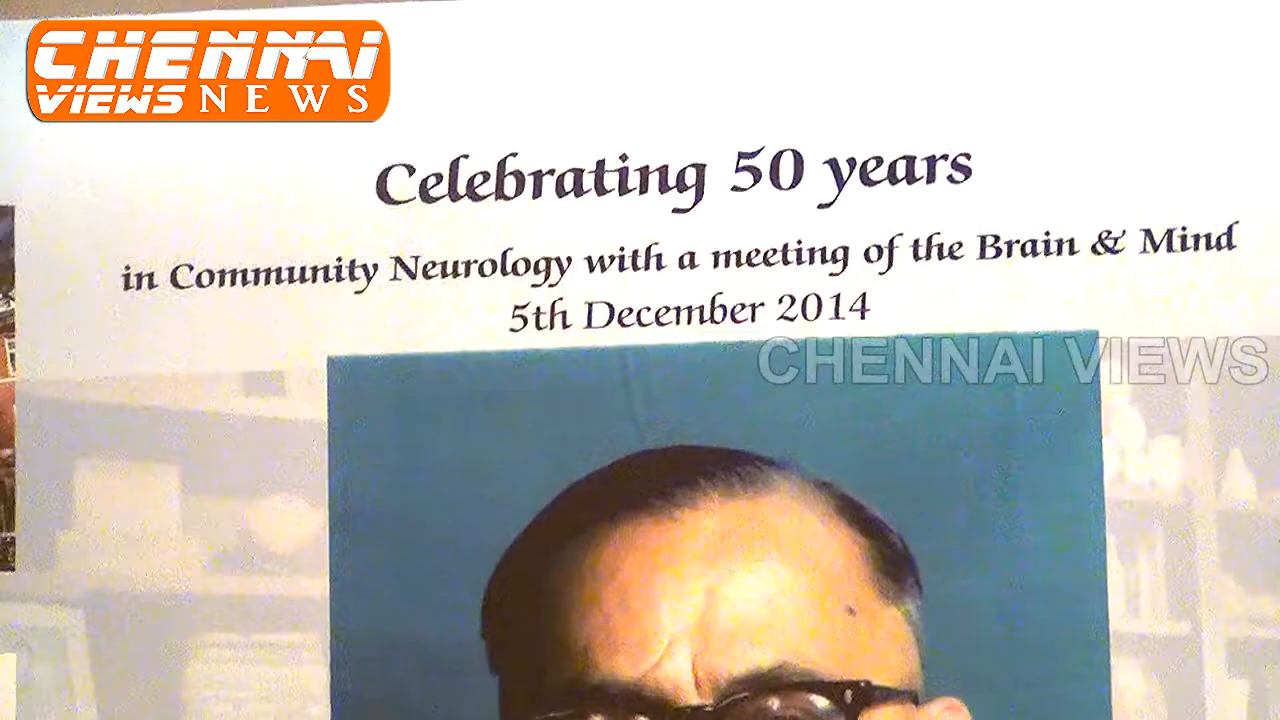 CHENNAI
VIEWS NEWS
Celebrating 50 years
in Community Neurology with a meeting of the Brain & Mind
5th December 2014
CHENNAI VIEWS